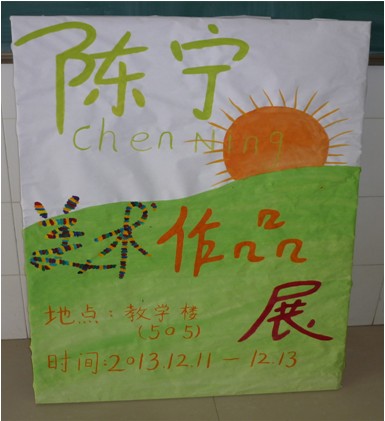 陈宁
chen Ning
美术作品
展
地点：教学楼
(505)
时间:2013.12.11－12.13